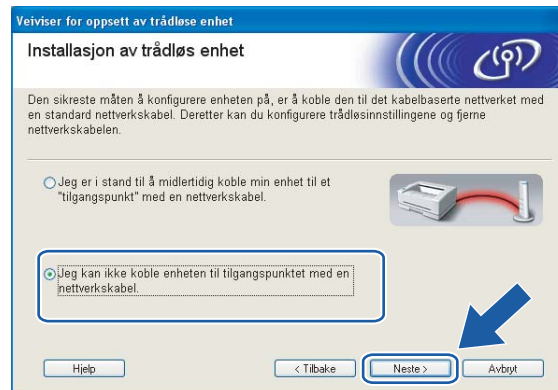 Veiviser for oppsett av trådløse enhet
Installasjon av trådløs enhet
Den sikreste måten å konfigurere enheten på, er å koble den til det kabelbaserte nettverket med
en standard nettverkskabel. Deretter kan du konfigurere trådløsinnstillingene og fjerne
nettverkskabelen.
Jeg er i stand til å midlertidig koble min enhet til et
"tilgangspunkt" med en nettverkskabel.
Jeg kan ikke koble enheten til tilgangspunktet med en
nettverkskabel.
Hjelp < Tilbake Neste > Avbryt